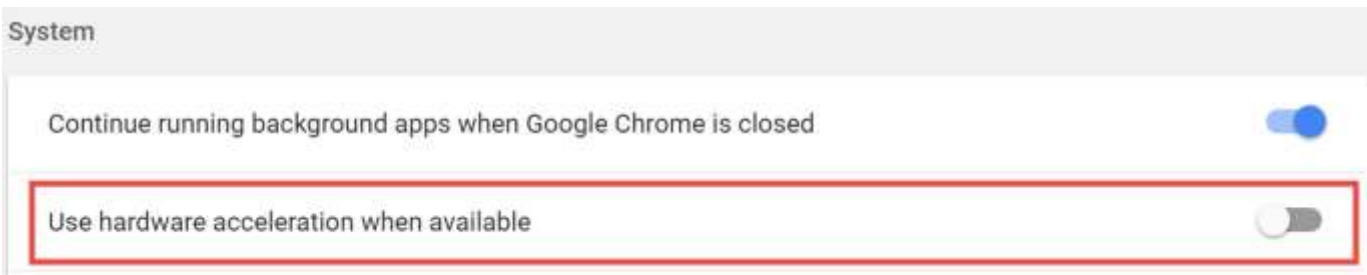 System
Continue running background apps when Google Chrome is closed
Use hardware acceleration when available